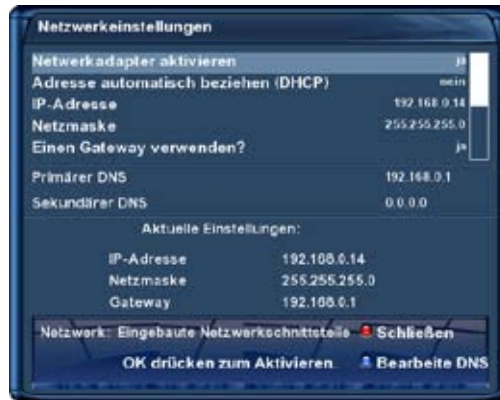 Netzwerkeinstellungen
Netwerkadapter aktivieren ja
Adresse automatisch beziehen (DHCP) nein
IP-Adresse 192.168.0.14
Netzmaske 255.255.255.0
Einen Gateway verwenden? ja
Primärer DNS 192.168.0.1
Sekundärer DNS 0.0.0.0
Aktuelle Einstellungen:
IP-Adresse 192.168.0.14
Netzmaske 255.255.255.0
Gateway 192.168.0.1
Netzwerk: Eingebaute Netzwerkschnittstelle Schließen
OK drücken zum Aktivieren. Bearbeite DNS